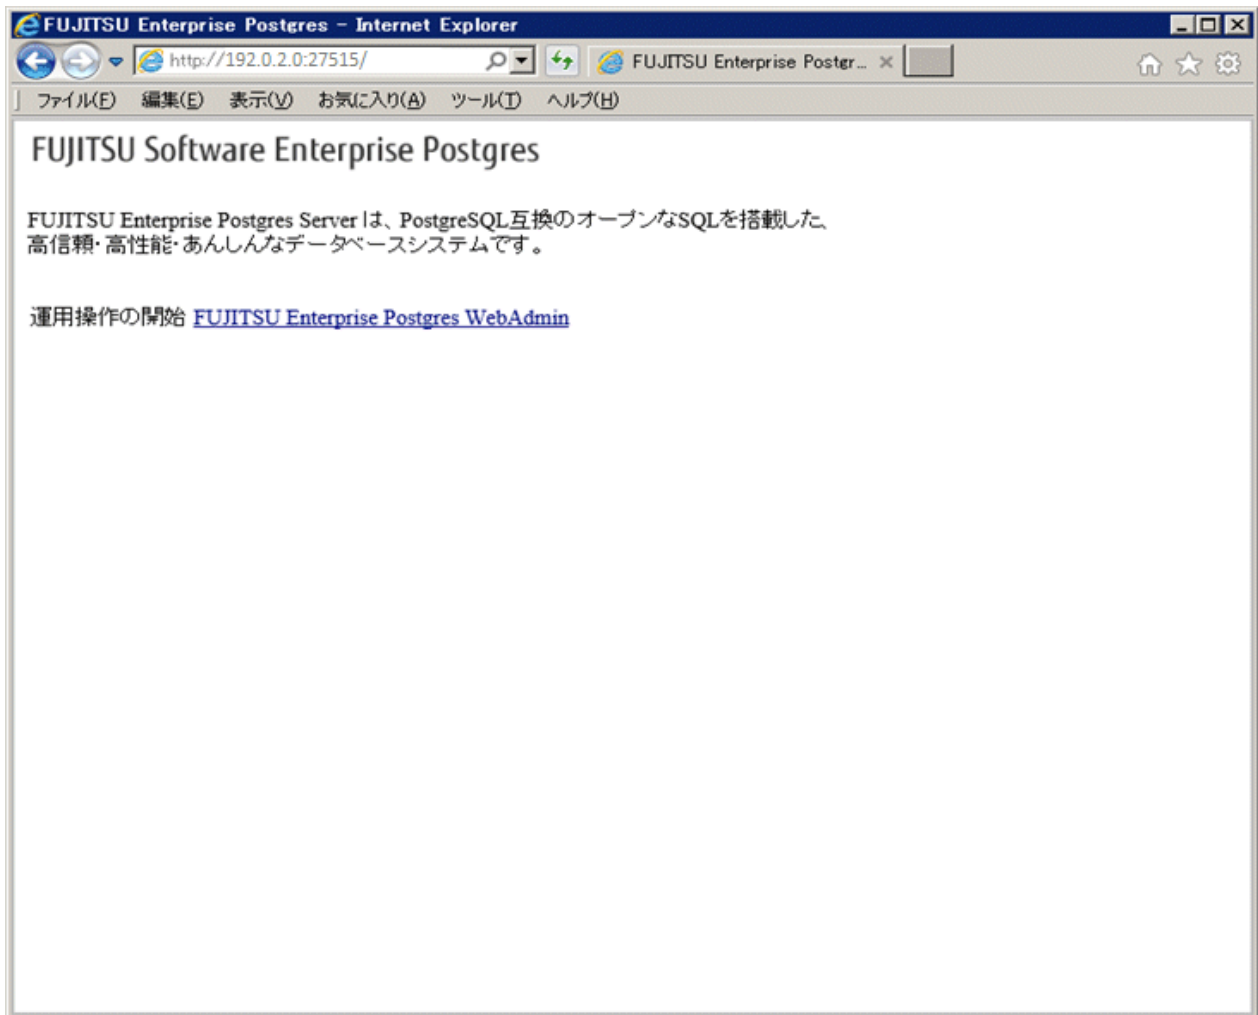 FUJITSU Enterprise Postgres - Internet Explorer
http://192.0.2.0:27515/
FUJITSU Enterprise Postgr...
ファイル(F) 編集(E) 表示(V) お気に入り(A) ツール(T) ヘルプ(H)
FUJITSU Software Enterprise Postgres
FUJITSU Enterprise Postgres Server は、PostgreSQL互換のオープンなSQLを搭載した、
高信頼・高性能・あんしんなデータベースシステムです。
運用操作の開始 FUJITSU Enterprise Postgres WebAdmin